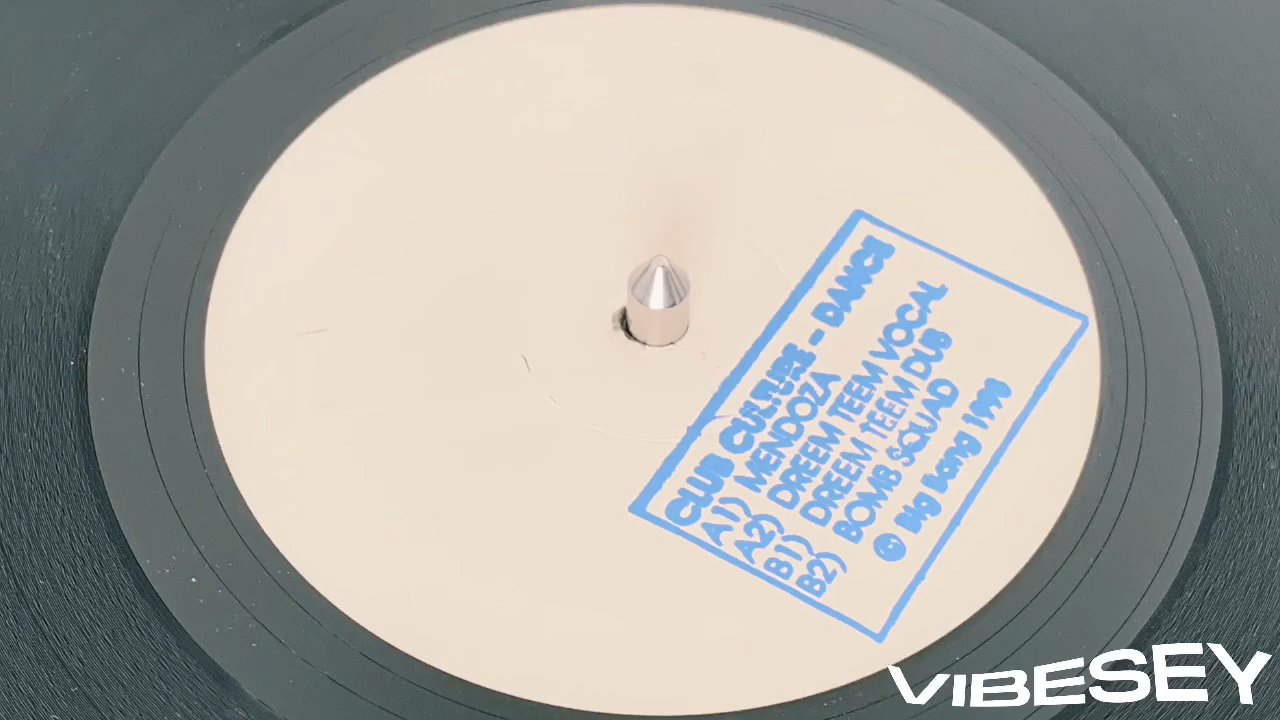 CLUB CULTURE - DANCE
A1) MENDOZA
A2) DREEM TEEM VOCAL
B1) DREEM TEEM DUB
B2) BOMB SQUAD
© Big Bang 1998
VIBESEY